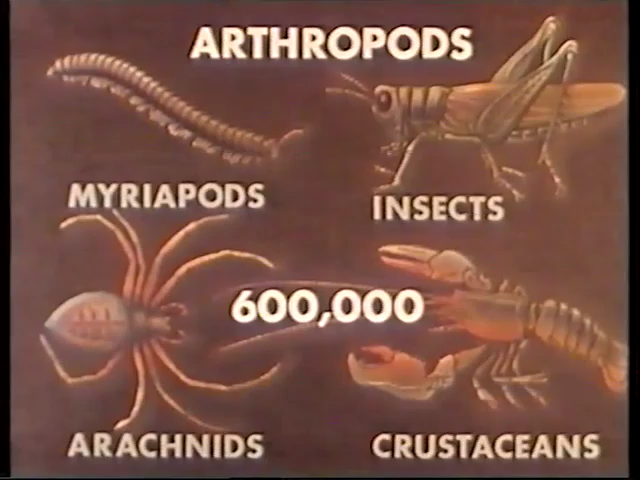 ARTHROPODS
MYRIAPODS
INSECTS
600,000
ARACHNIDS
CRUSTACEANS